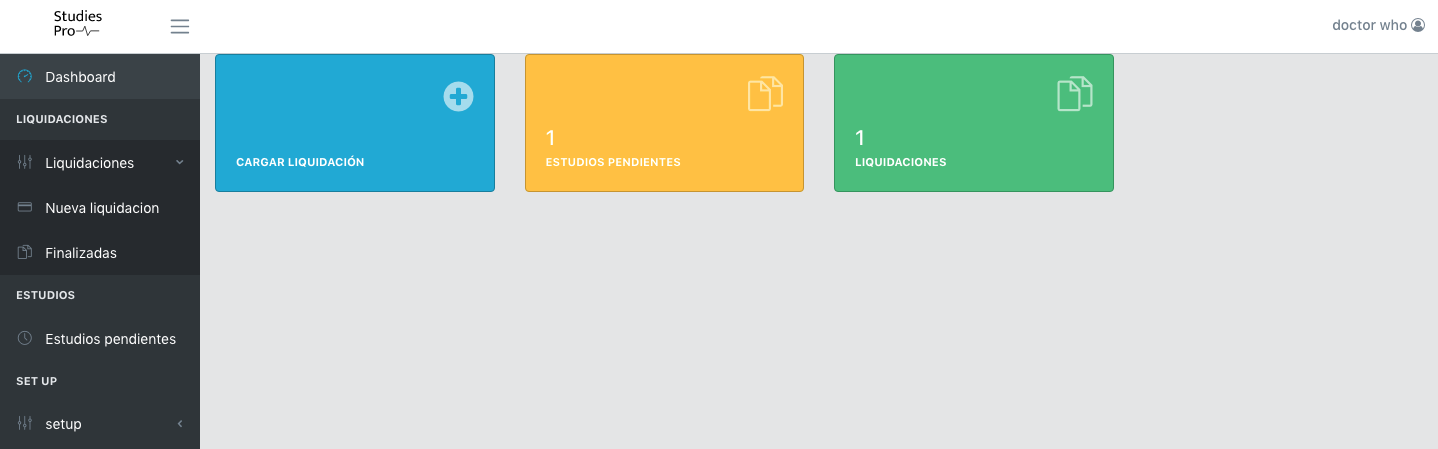 Studies
Pro
doctor who
Dashboard
LIQUIDACIONES
Liquidaciones
Nueva liquidacion
Finalizadas
ESTUDIOS
Estudios pendientes
SET UP
setup
CARGAR LIQUIDACIÓN
1
ESTUDIOS PENDIENTES
1
LIQUIDACIONES